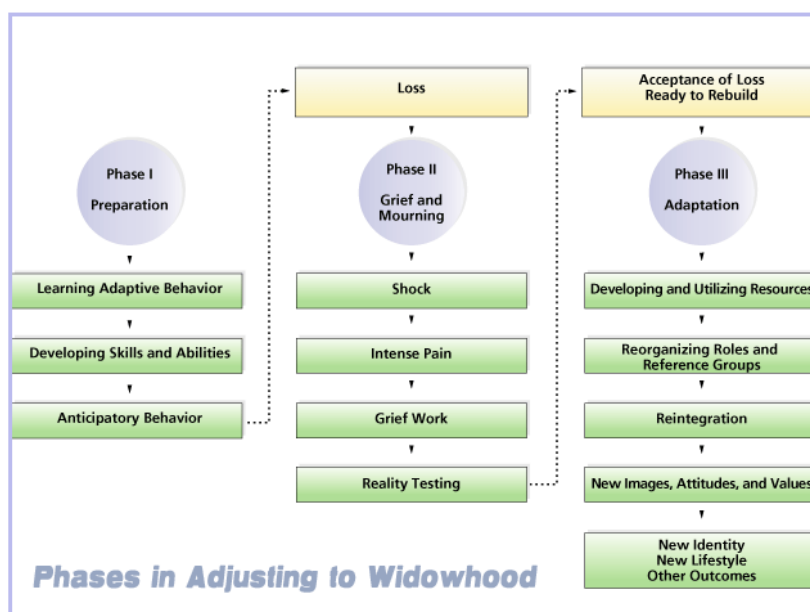 Phase I
Preparation
Learning Adaptive Behavior
Developing Skills and Abilities
Anticipatory Behavior
Loss
Phase II
Grief and
Mourning
Shock
Intense Pain
Grief Work
Reality Testing
Acceptance of Loss
Ready to Rebuild
Phase III
Adaptation
Developing and Utilizing Resources
Reorganizing Roles and
Reference Groups
Reintegration
New Images, Attitudes, and Values
New Identity
New Lifestyle
Other Outcomes
Phases in Adjusting to Widowhood